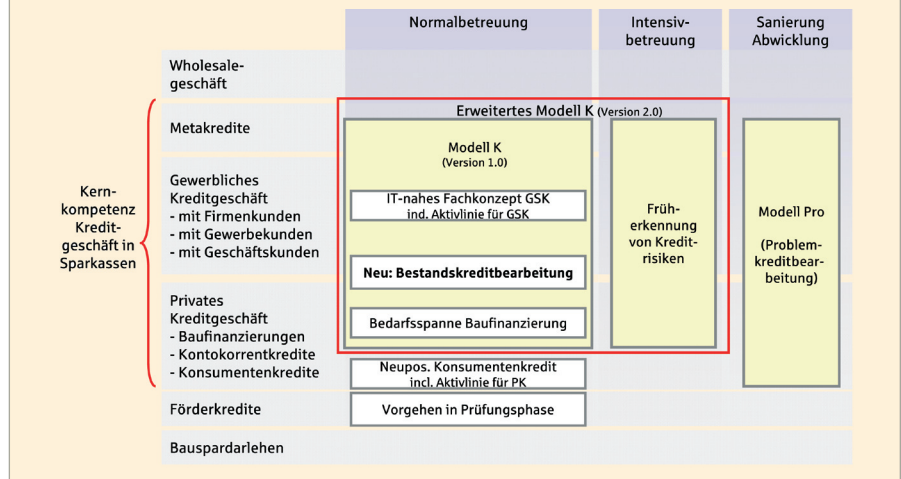 Normalbetreuung
Intensiv-
betreuung
Sanierung
Abwicklung
Wholesale-
geschäft
Erweitertes Modell K (Version 2.0)
Metakredite
Modell K
(Version 1.0)
Kern-
kompetenz
Kredit-
geschäft in
Sparkassen
Gewerbliches
Kreditgeschäft
- mit Firmenkunden
- mit Gewerbekunden
- mit Geschäftskunden
IT-nahes Fachkonzept GSK
ind. Aktivlinie für GSK
Neu: Bestandskreditbearbeitung
Früh-
erkennung
von Kredit-
risiken
Modell Pro
(Problem-
kreditbear-
beitung)
Privates
Kreditgeschäft
- Baufinanzierungen
- Kontokorrentkredite
- Konsumentenkredite
Bedarfsspanne Baufinanzierung
Neupos. Konsumentenkredit
incl. Aktivlinie für PK
Förderkredite
Vorgehen in Prüfungsphase
Bauspardarlehen